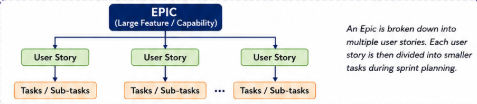 EPIC
(Large Feature / Capability)
User Story
User Story
User Story
Tasks / Sub-tasks
Tasks / Sub-tasks
•••
Tasks / Sub-tasks
An Epic is broken down into
multiple user stories. Each user
story is then divided into smaller
tasks during sprint planning.